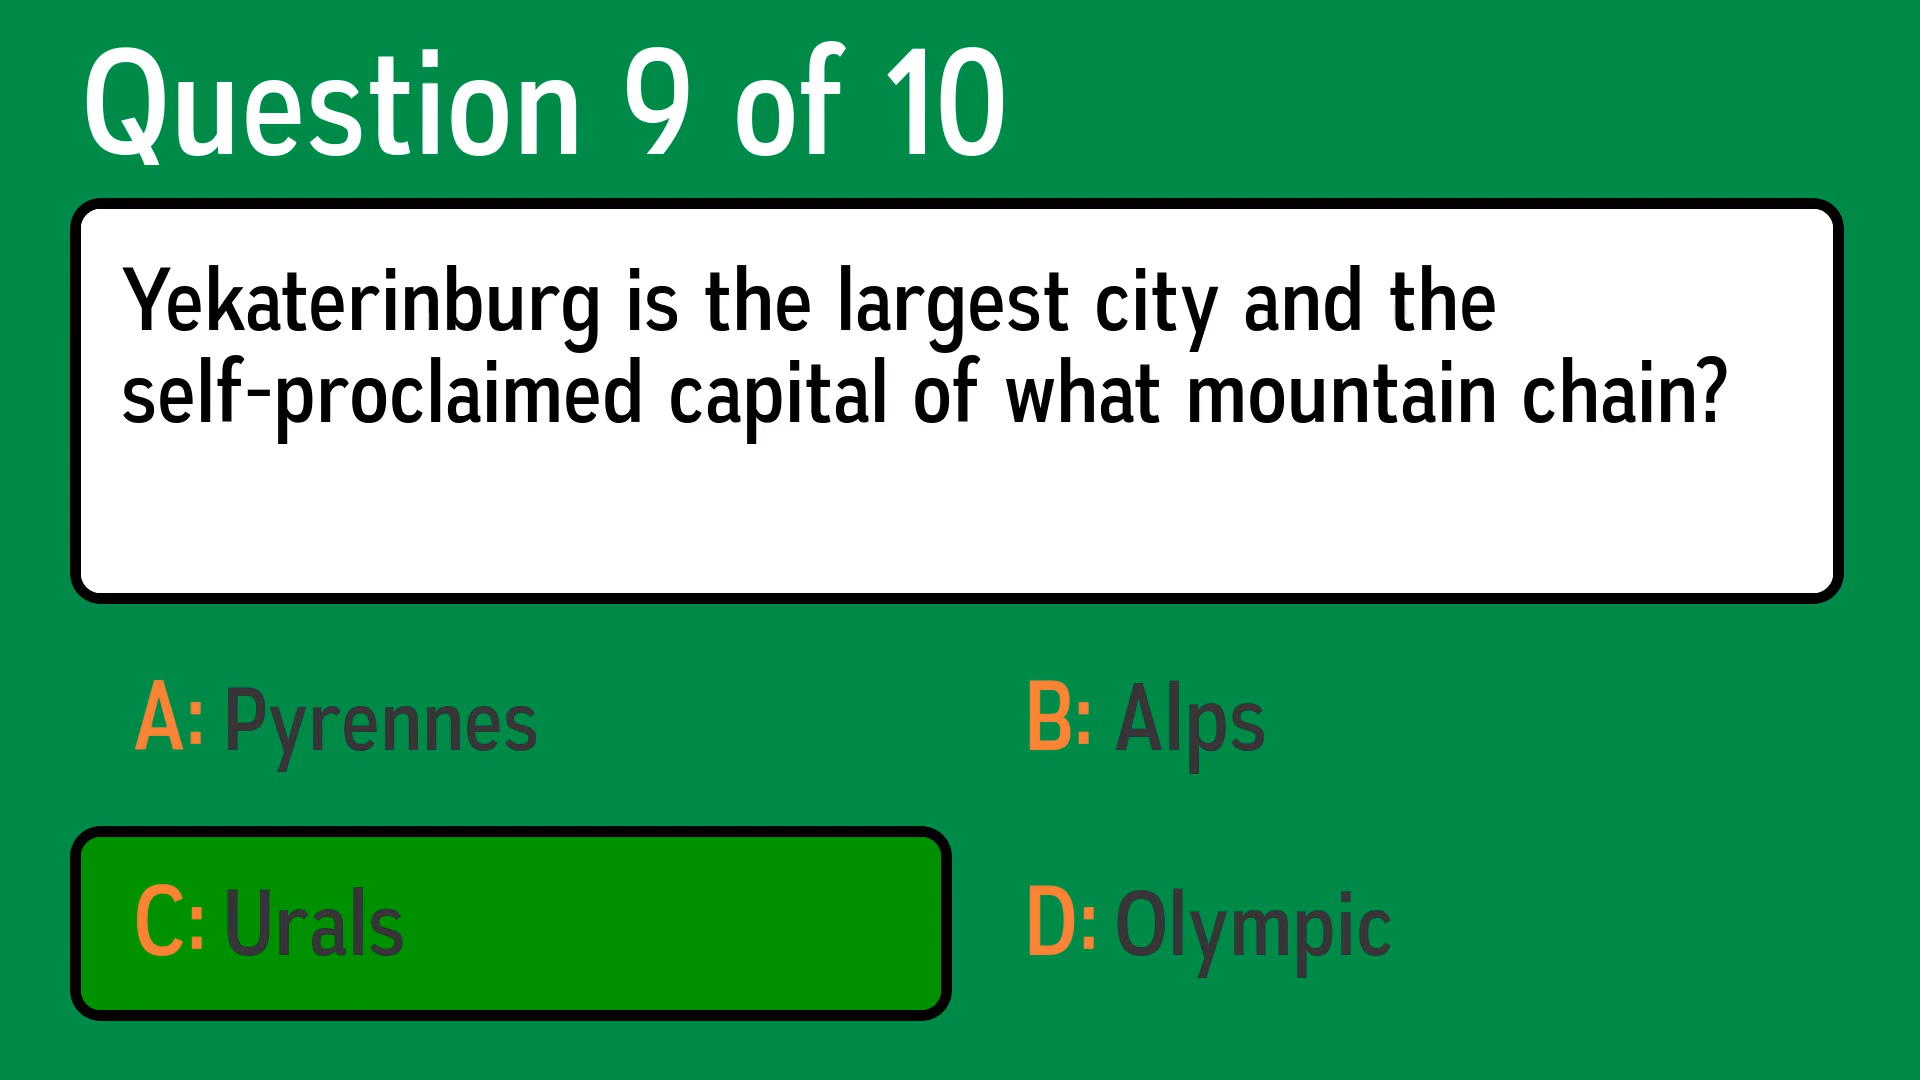 Question 9 of 10
Yekaterinburg is the largest city and the
self-proclaimed capital of what mountain chain?
A: Pyrennes
B: Alps
C: Urals
D: Olympic